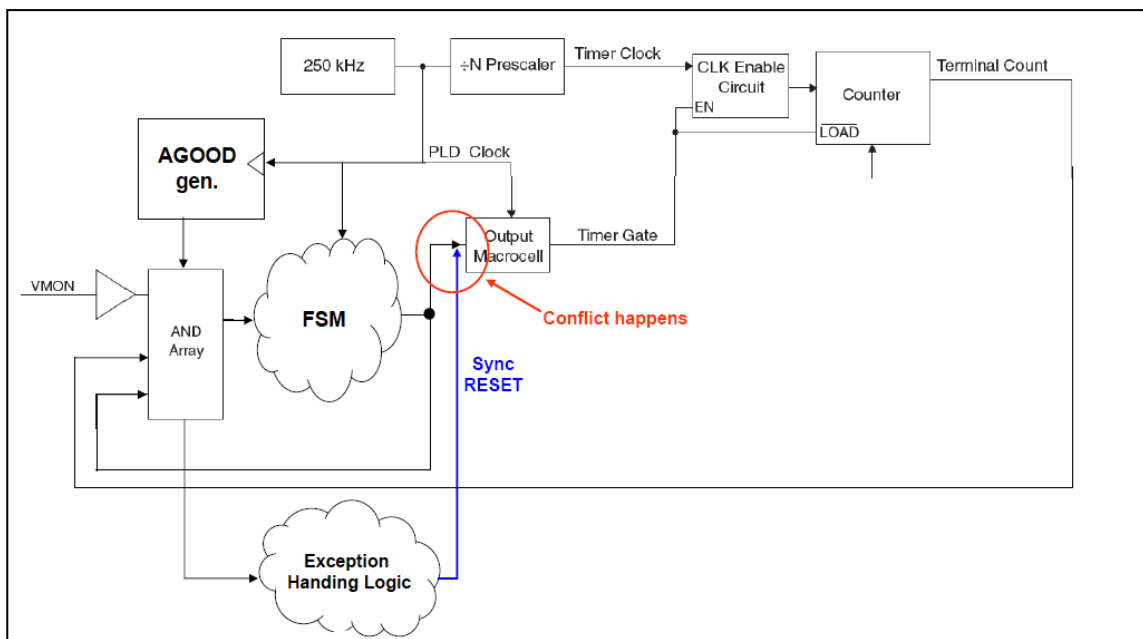 250 kHz
÷N Prescaler
Timer Clock
CLK Enable
Circuit
EN
Counter
LOAD
Terminal Count
AGOOD
gen.
PLD Clock
Output
Macrocell
Timer Gate
VMON
AND
Array
FSM
Conflict happens
Sync
RESET
Exception
Handing Logic